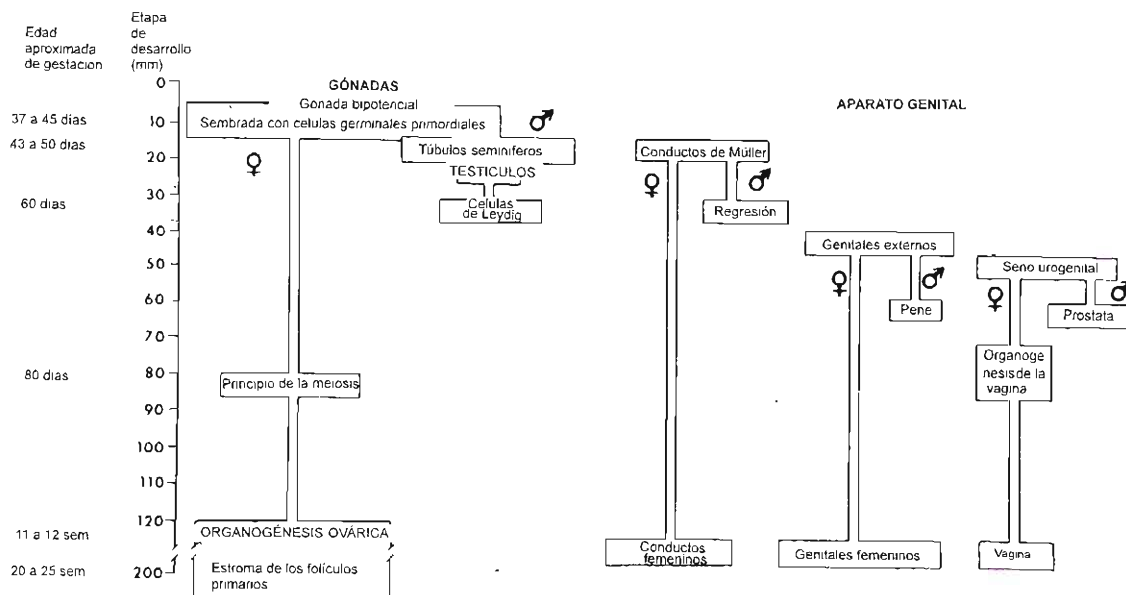 Edad
aproximada
de gestacion
Etapa
de
desarrollo
(mm)
0
10
20
30
40
50
60
70
80
90
100
110
120
200
37 a 45 dias
43 a 50 dias
60 dias
80 dias
11 a 12 sem
20 a 25 sem
GÓNADAS
Gonada bipotencial
Sembrada con celulas germinales primordiales
♂
♀
Túbulos seminiferos
TESTICULOS
Celulas
de Leydig
Principio de la meiosis
ORGANOGÉNESIS OVÁRICA
Estroma de los folículos
primarios
APARATO GENITAL
Conductos de Müller
♀
♂
Regresión
Conductos
femeninos
Genitales externos
♀
♂
Pene
Genitales femeninos
Seno urogenital
♀
♂
Prostata
Organoge
nesis de la
vagina
Vagina